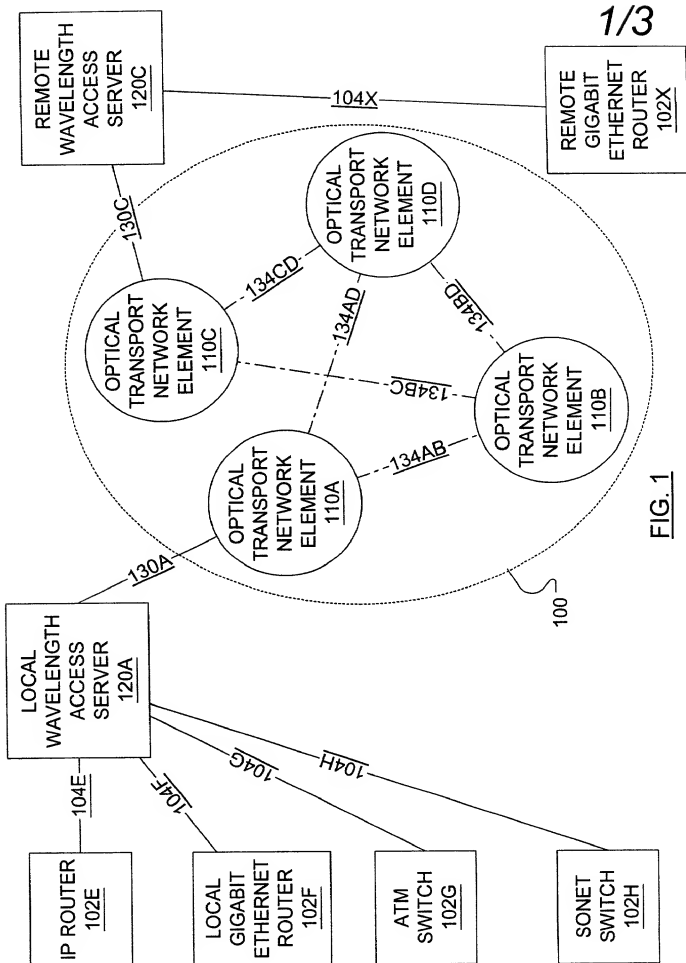 1/3
REMOTE
WAVELENGTH
ACCESS
SERVER
120C
104X
REMOTE
GIGABIT
ETHERNET
ROUTER
102X
130C
OPTICAL
TRANSPORT
NETWORK
ELEMENT
110C
134CD
OPTICAL
TRANSPORT
NETWORK
ELEMENT
110D
134AD
134BC
134BD
OPTICAL
TRANSPORT
NETWORK
ELEMENT
110A
134AB
OPTICAL
TRANSPORT
NETWORK
ELEMENT
110B
130A
100
LOCAL
WAVELENGTH
ACCESS
SERVER
120A
104E
104F
104G
104H
IP ROUTER
102E
LOCAL
GIGABIT
ETHERNET
ROUTER
102F
ATM
SWITCH
102G
SONET
SWITCH
102H
FIG. 1